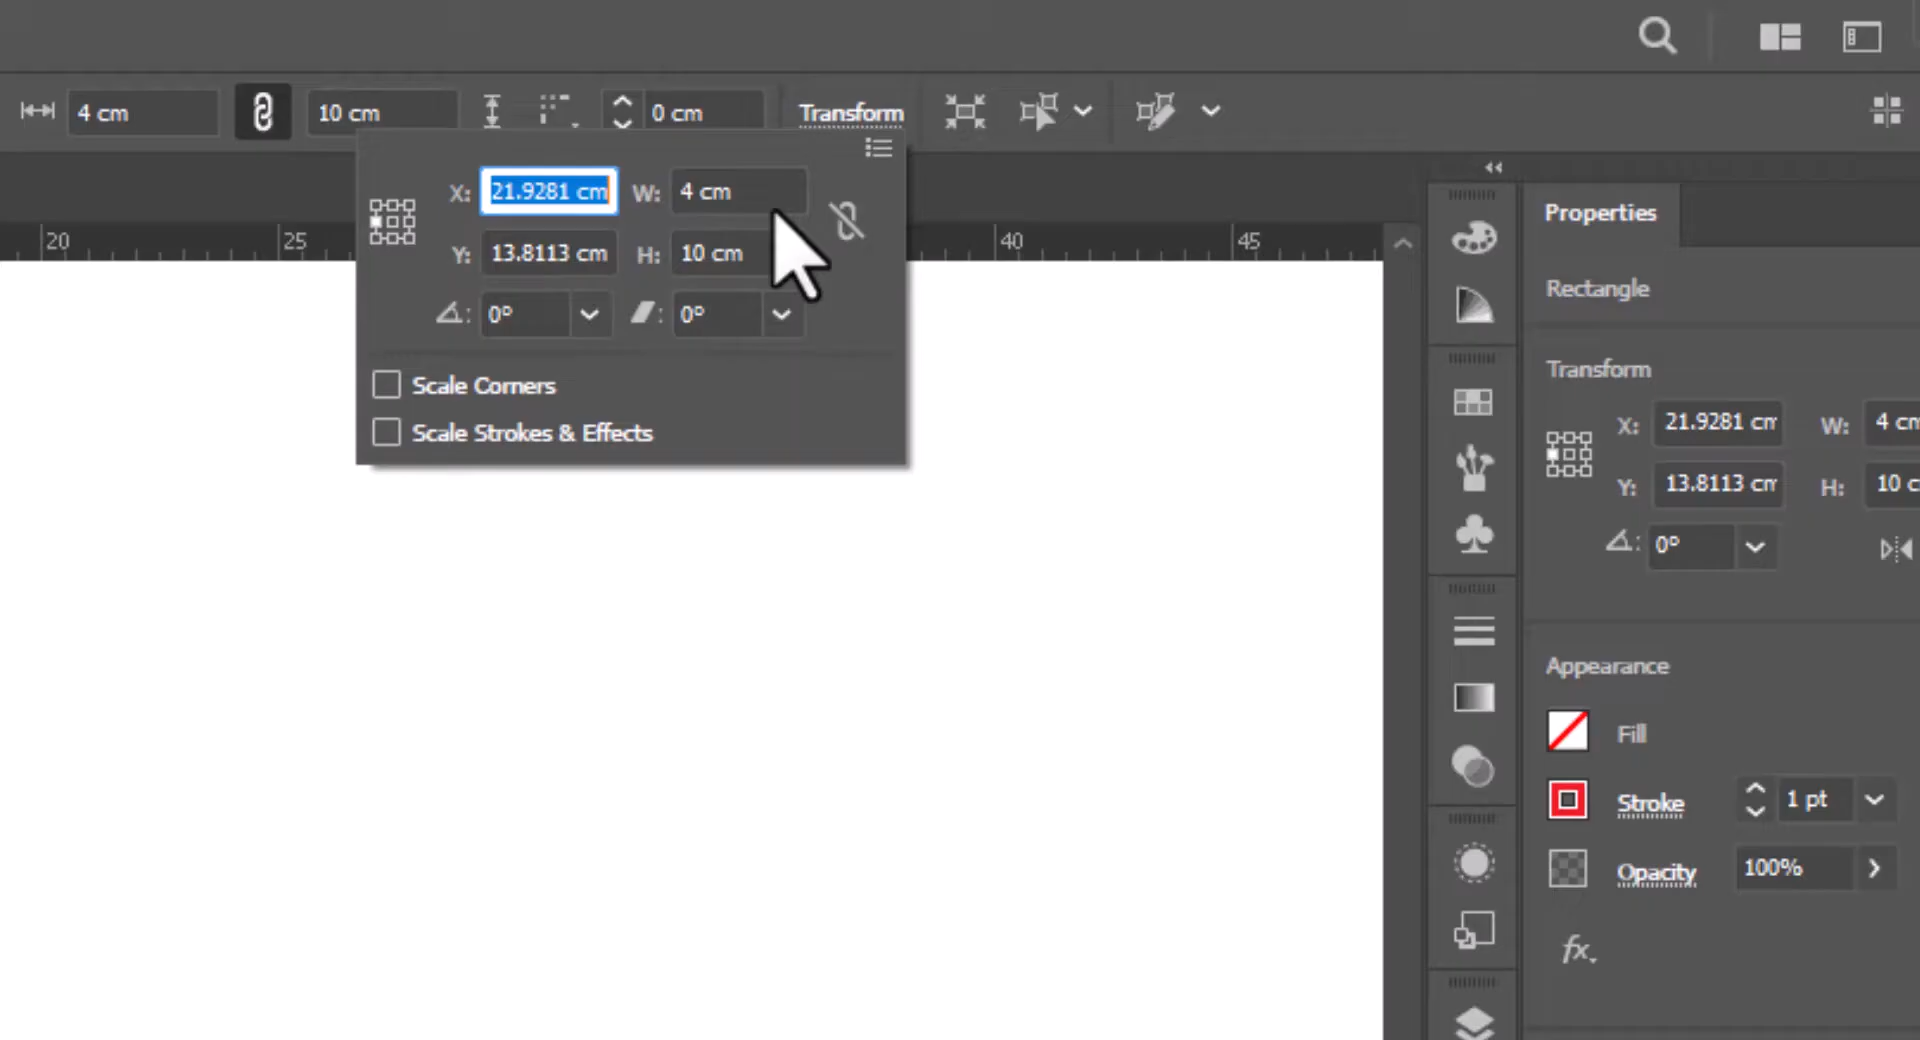 4 cm
10 cm
0 cm
Transform
X: 21.9281 cm W: 4 cm
Y: 13.8113 cm H: 10 cm
: 0° : 0°
Scale Corners
Scale Strokes & Effects
20 25 40 45
Properties
Rectangle
Transform
X: 21.9281 cm W: 4 cm
Y: 13.8113 cm H: 10 c
: 0°
Appearance
Fill
Stroke 1 pt
Opacity 100%
fx.